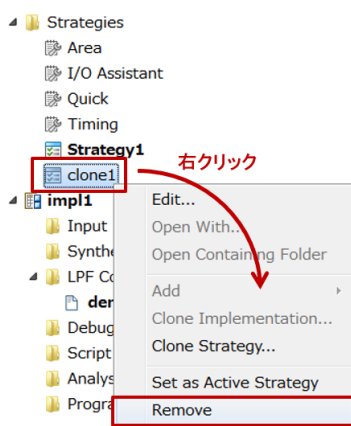 Strategies
Area
I/O Assistant
Quick
Timing
Strategy1
右クリック
clone1
impl1
Edit...
Input
Open With..
Synthe
Open Containing Folder
LPF Co
Add
der
Clone Implementation...
Debug
Clone Strategy...
Script
Analys
Set as Active Strategy
Progra
Remove